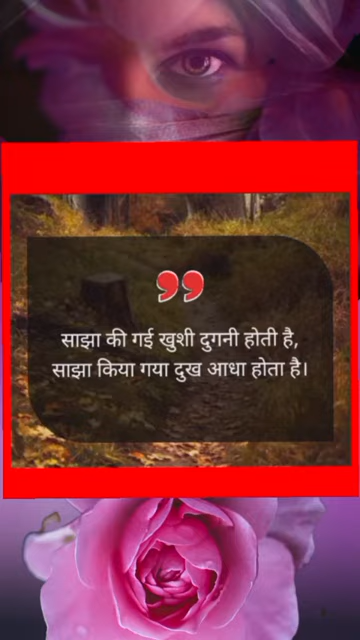 साझा की गई खुशी दुगनी होती है,
साझा किया गया दुख आधा होता है।